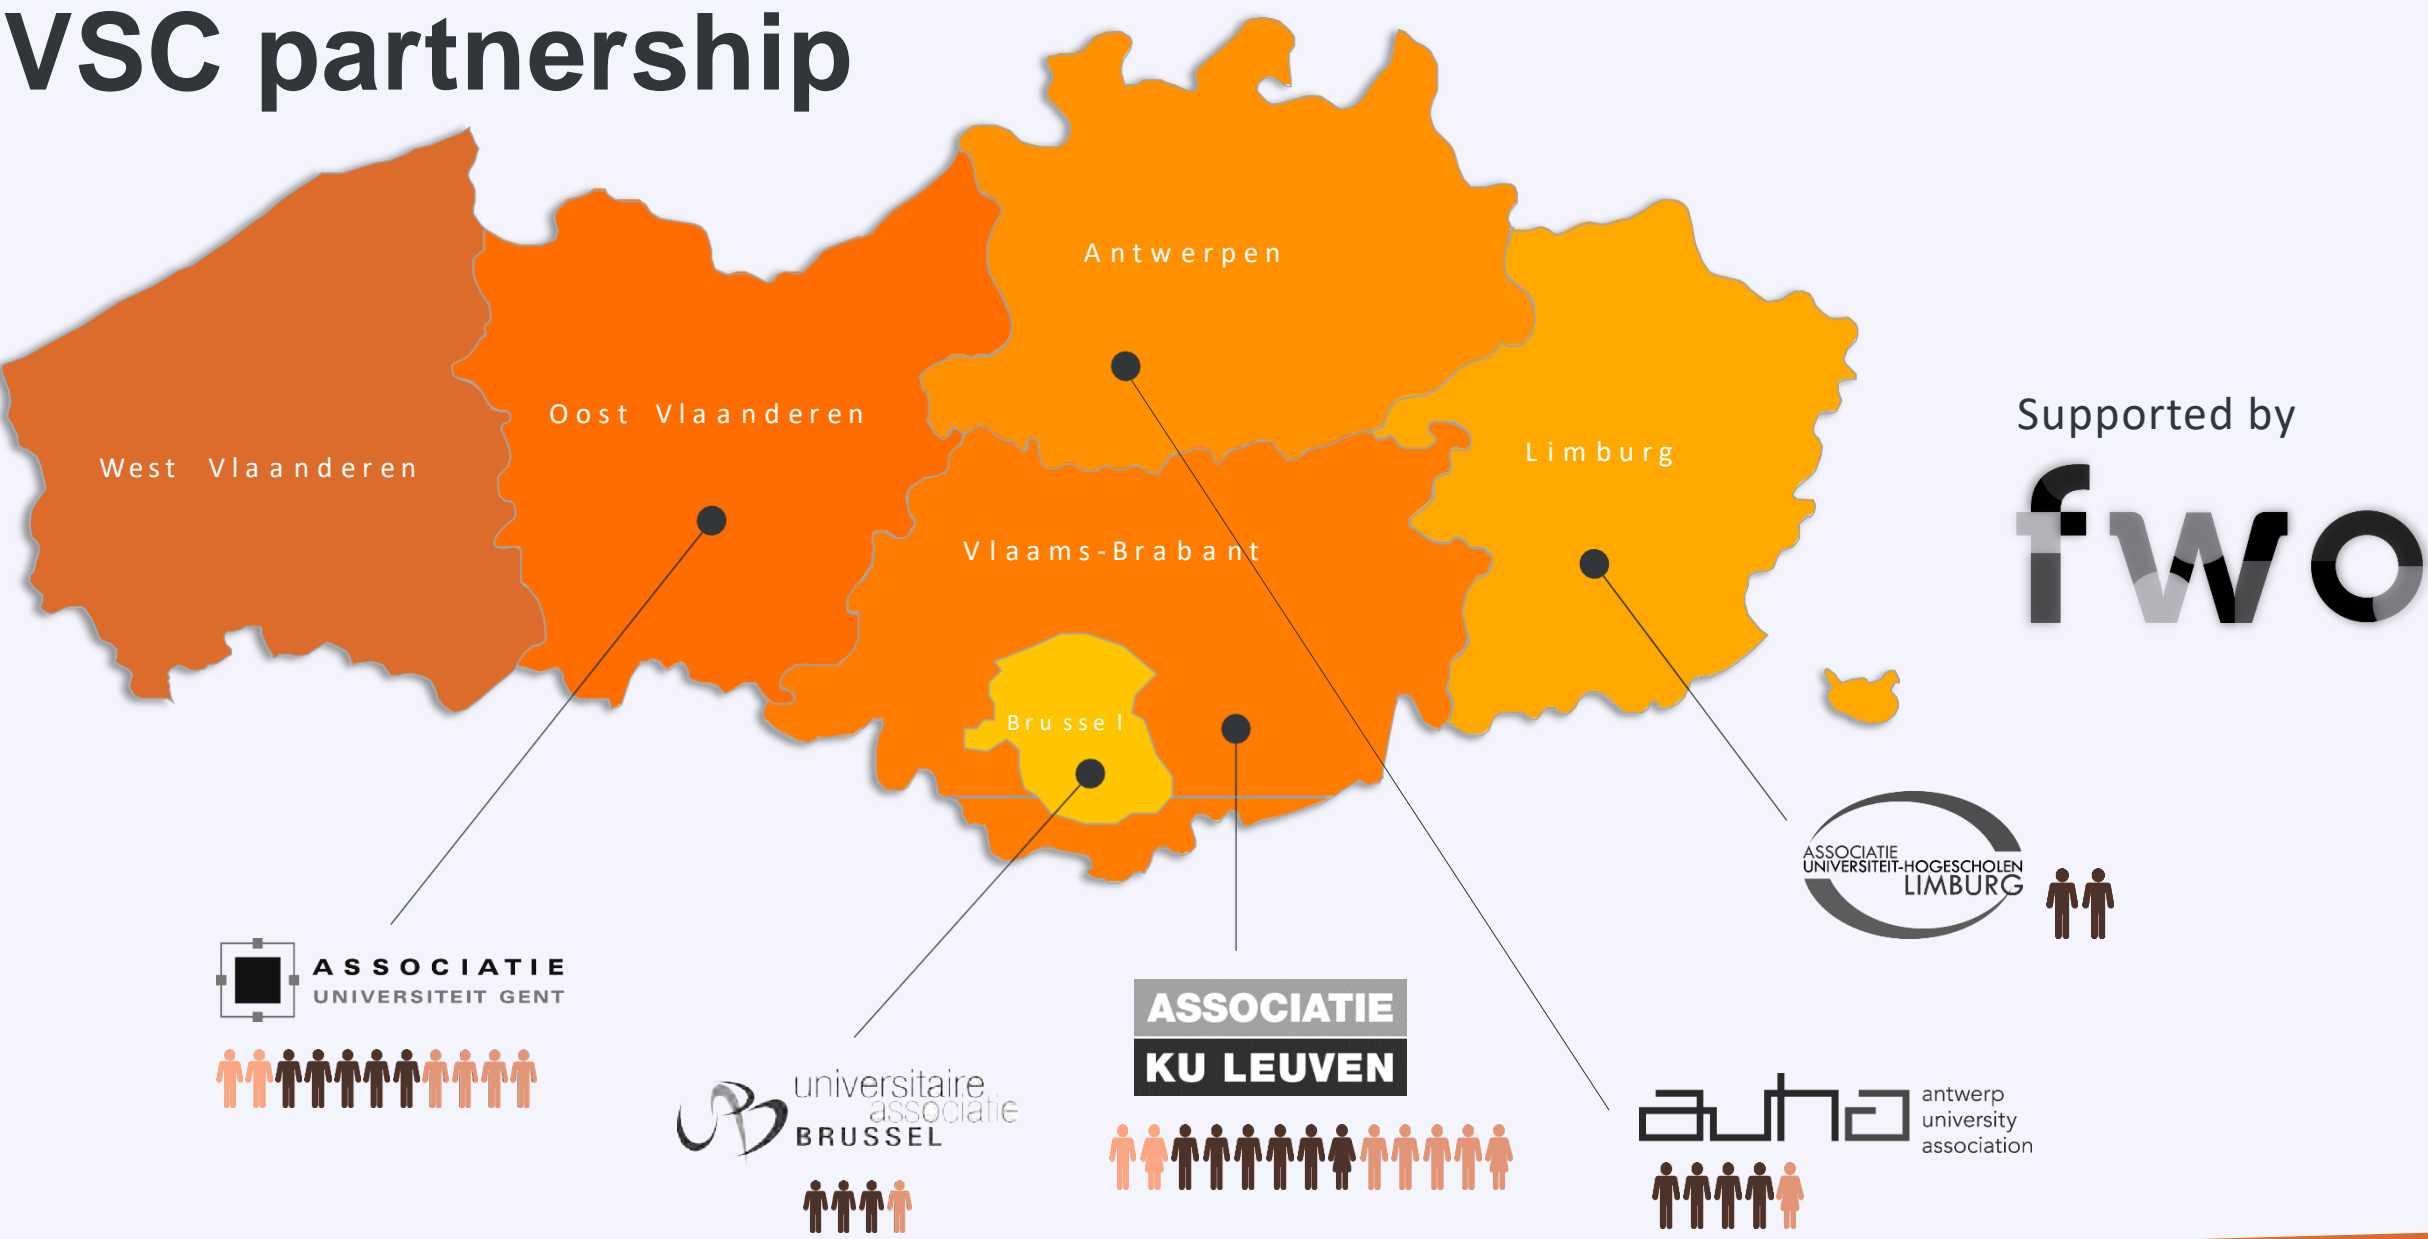 VSC partnership
Antwerpen
Oost Vlaanderen
West Vlaanderen
Limburg
Vlaams-Brabant
Brussel
Supported by
fwo
ASSOCIATIE
UNIVERSITEIT-HOGESCHOLEN
LIMBURG
ASSOCIATIE
UNIVERSITEIT GENT
universitaire
associatie
BRUSSEL
ASSOCIATIE
KU LEUVEN
auha
antwerp
university
association